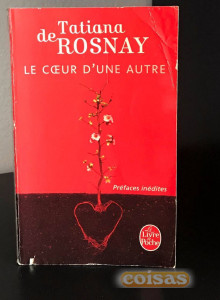 Tatiana
de ROSNAY
LE CŒUR D'UNE AUTRE
Préfaces inédites
Le Livre
de Poche
coisas